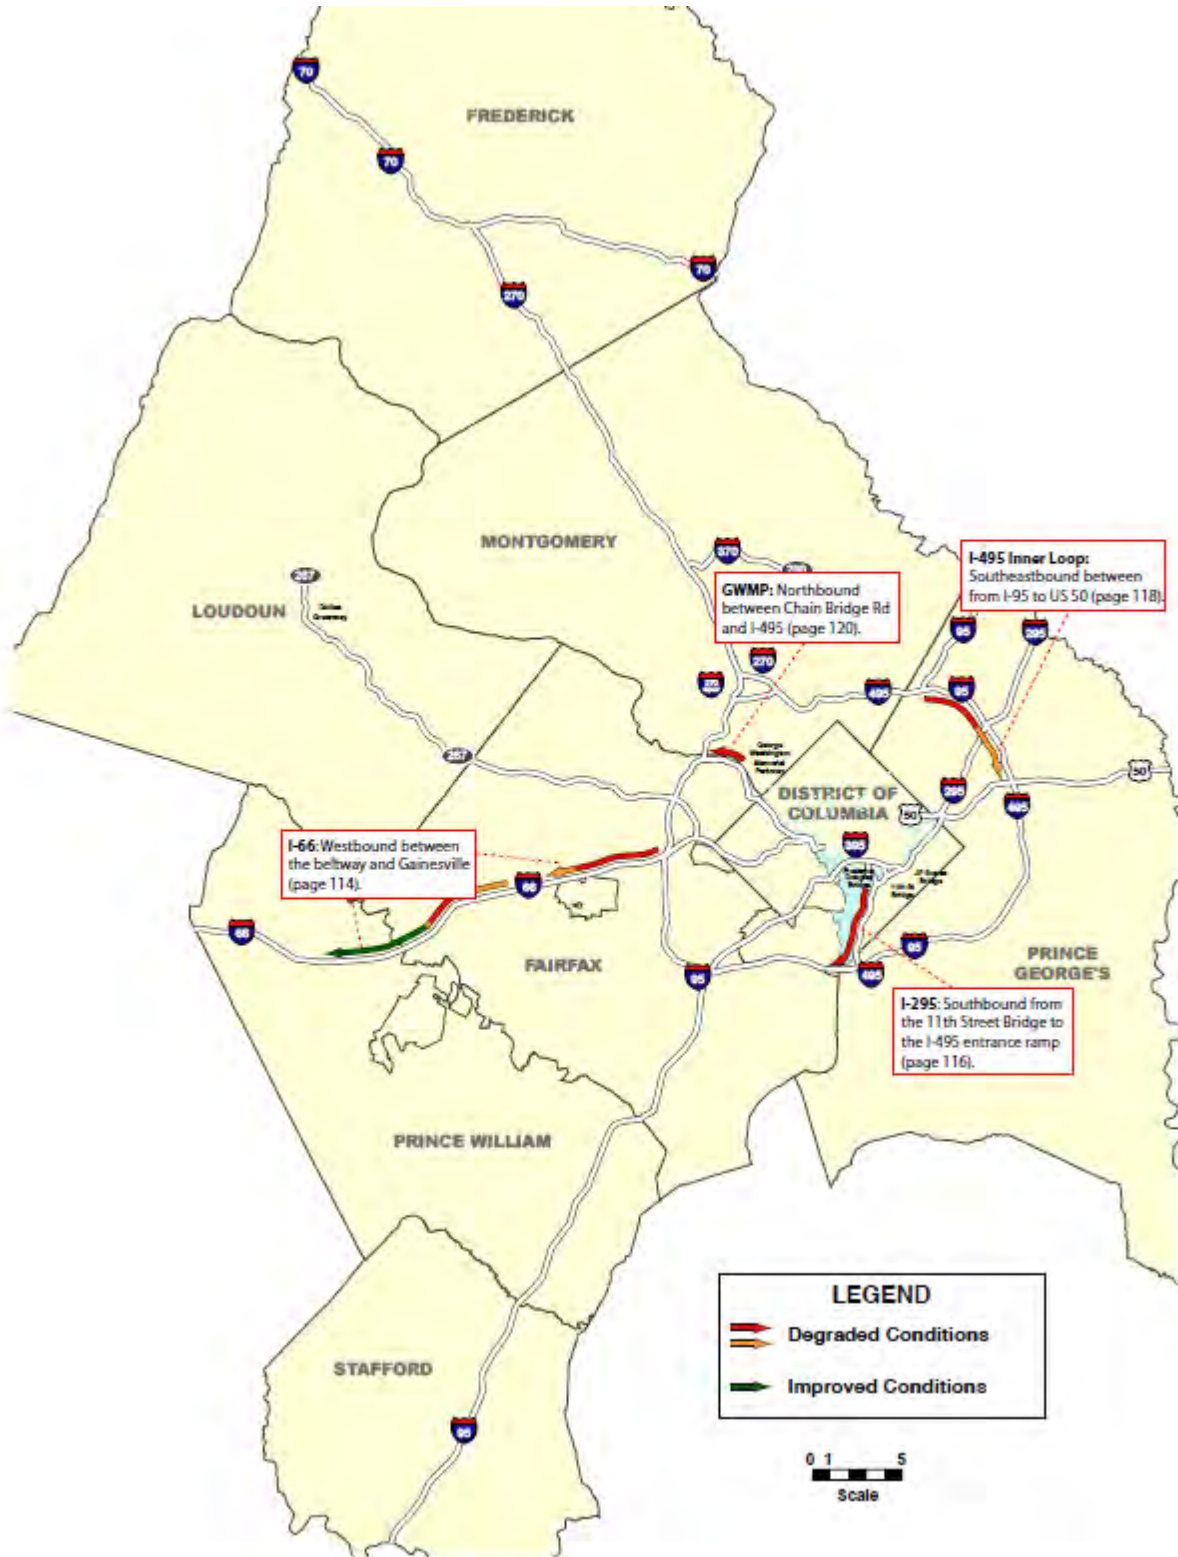 70
FREDERICK
70
70
270
MONTGOMERY
370
I-495 Inner Loop:
Southeastbound between
from I-95 to US 50 (page 118).
267
LOUDOUN
GWMP: Northbound
between Chain Bridge Rd
and I-495 (page 120).
95
295
270
495
95
267
George
Washington
Memorial
Parkway
50
DISTRICT OF
COLUMBIA
295
50
495
I-66: Westbound between
the beltway and Gainesville
(page 114).
395
66
66
FAIRFAX
95
95
495
PRINCE
GEORGE'S
I-295: Southbound from
the 11th Street Bridge to
the I-495 entrance ramp
(page 116).
PRINCE WILLIAM
LEGEND
Degraded Conditions
Improved Conditions
STAFFORD
95
0 1 5
Scale